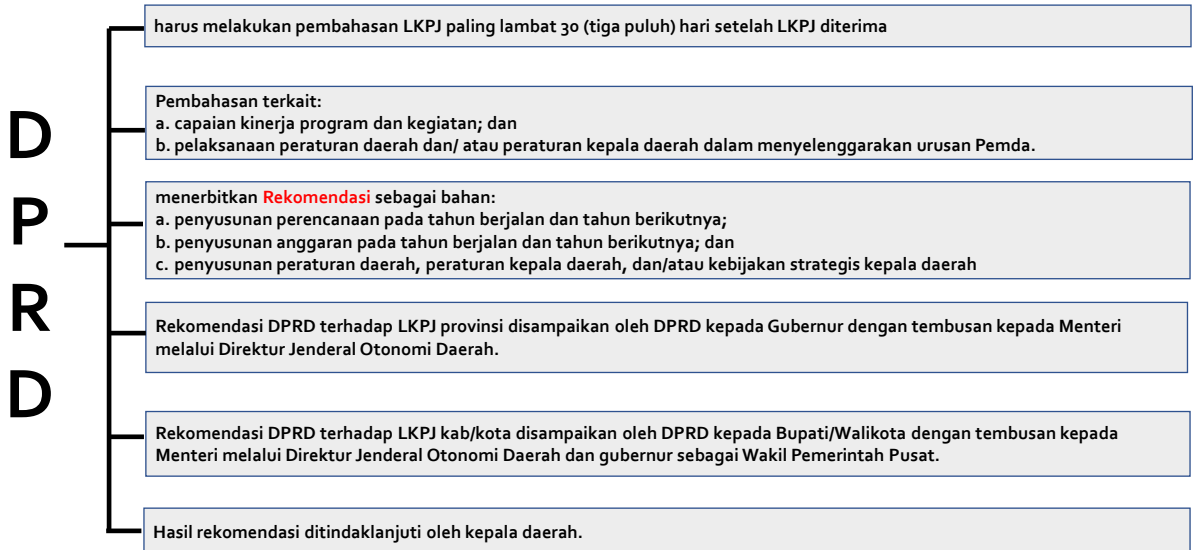 D
P
R
D
harus melakukan pembahasan LKPJ paling lambat 30 (tiga puluh) hari setelah LKPJ diterima
Pembahasan terkait:
a. capaian kinerja program dan kegiatan; dan
b. pelaksanaan peraturan daerah dan/ atau peraturan kepala daerah dalam menyelenggarakan urusan Pemda.
menerbitkan Rekomendasi sebagai bahan:
a. penyusunan perencanaan pada tahun berjalan dan tahun berikutnya;
b. penyusunan anggaran pada tahun berjalan dan tahun berikutnya; dan
c. penyusunan peraturan daerah, peraturan kepala daerah, dan/atau kebijakan strategis kepala daerah
Rekomendasi DPRD terhadap LKPJ provinsi disampaikan oleh DPRD kepada Gubernur dengan tembusan kepada Menteri
melalui Direktur Jenderal Otonomi Daerah.
Rekomendasi DPRD terhadap LKPJ kab/kota disampaikan oleh DPRD kepada Bupati/Walikota dengan tembusan kepada
Menteri melalui Direktur Jenderal Otonomi Daerah dan gubernur sebagai Wakil Pemerintah Pusat.
Hasil rekomendasi ditindaklanjuti oleh kepala daerah.